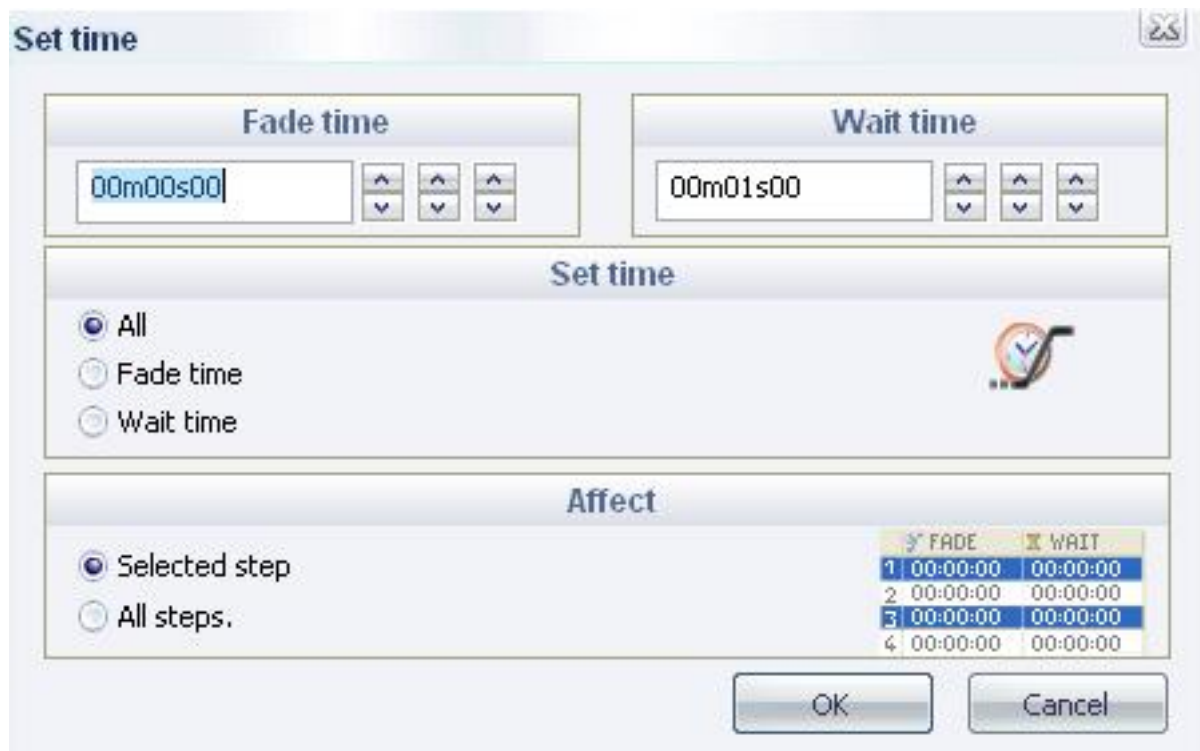 Set time
Fade time
Wait time
00m00s00
00m01s00
Set time
All
Fade time
Wait time
Affect
Selected step
All steps.
FADE WAIT
1 00:00:00 00:00:00
2 00:00:00 00:00:00
3 00:00:00 00:00:00
4 00:00:00 00:00:00
OK
Cancel